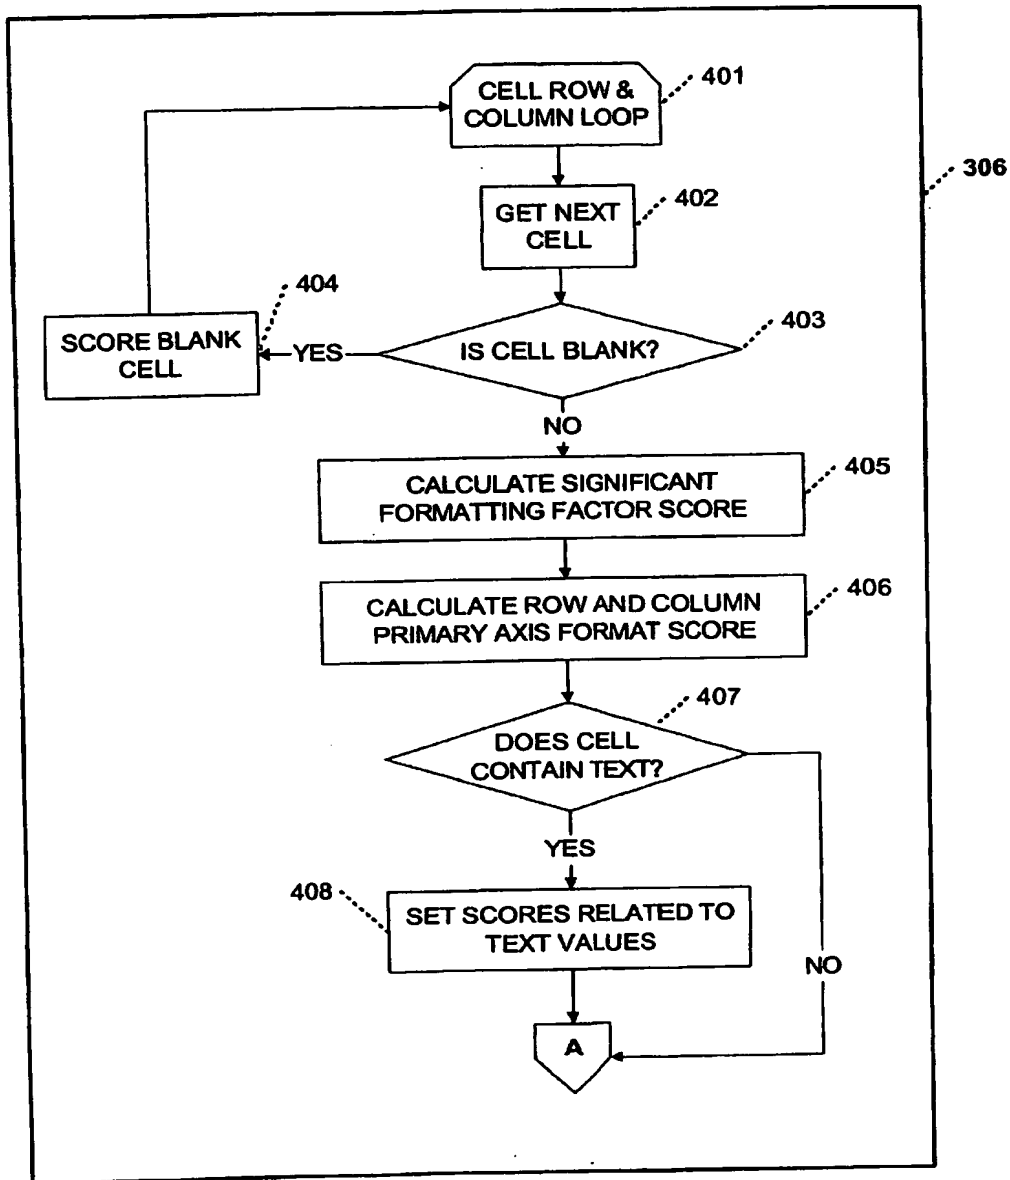 CELL ROW &
COLUMN LOOP
401
306
GET NEXT
CELL
402
404
SCORE BLANK
CELL
YES
IS CELL BLANK?
403
NO
CALCULATE SIGNIFICANT
FORMATTING FACTOR SCORE
405
CALCULATE ROW AND COLUMN
PRIMARY AXIS FORMAT SCORE
406
407
DOES CELL
CONTAIN TEXT?
YES
408
SET SCORES RELATED TO
TEXT VALUES
NO
A